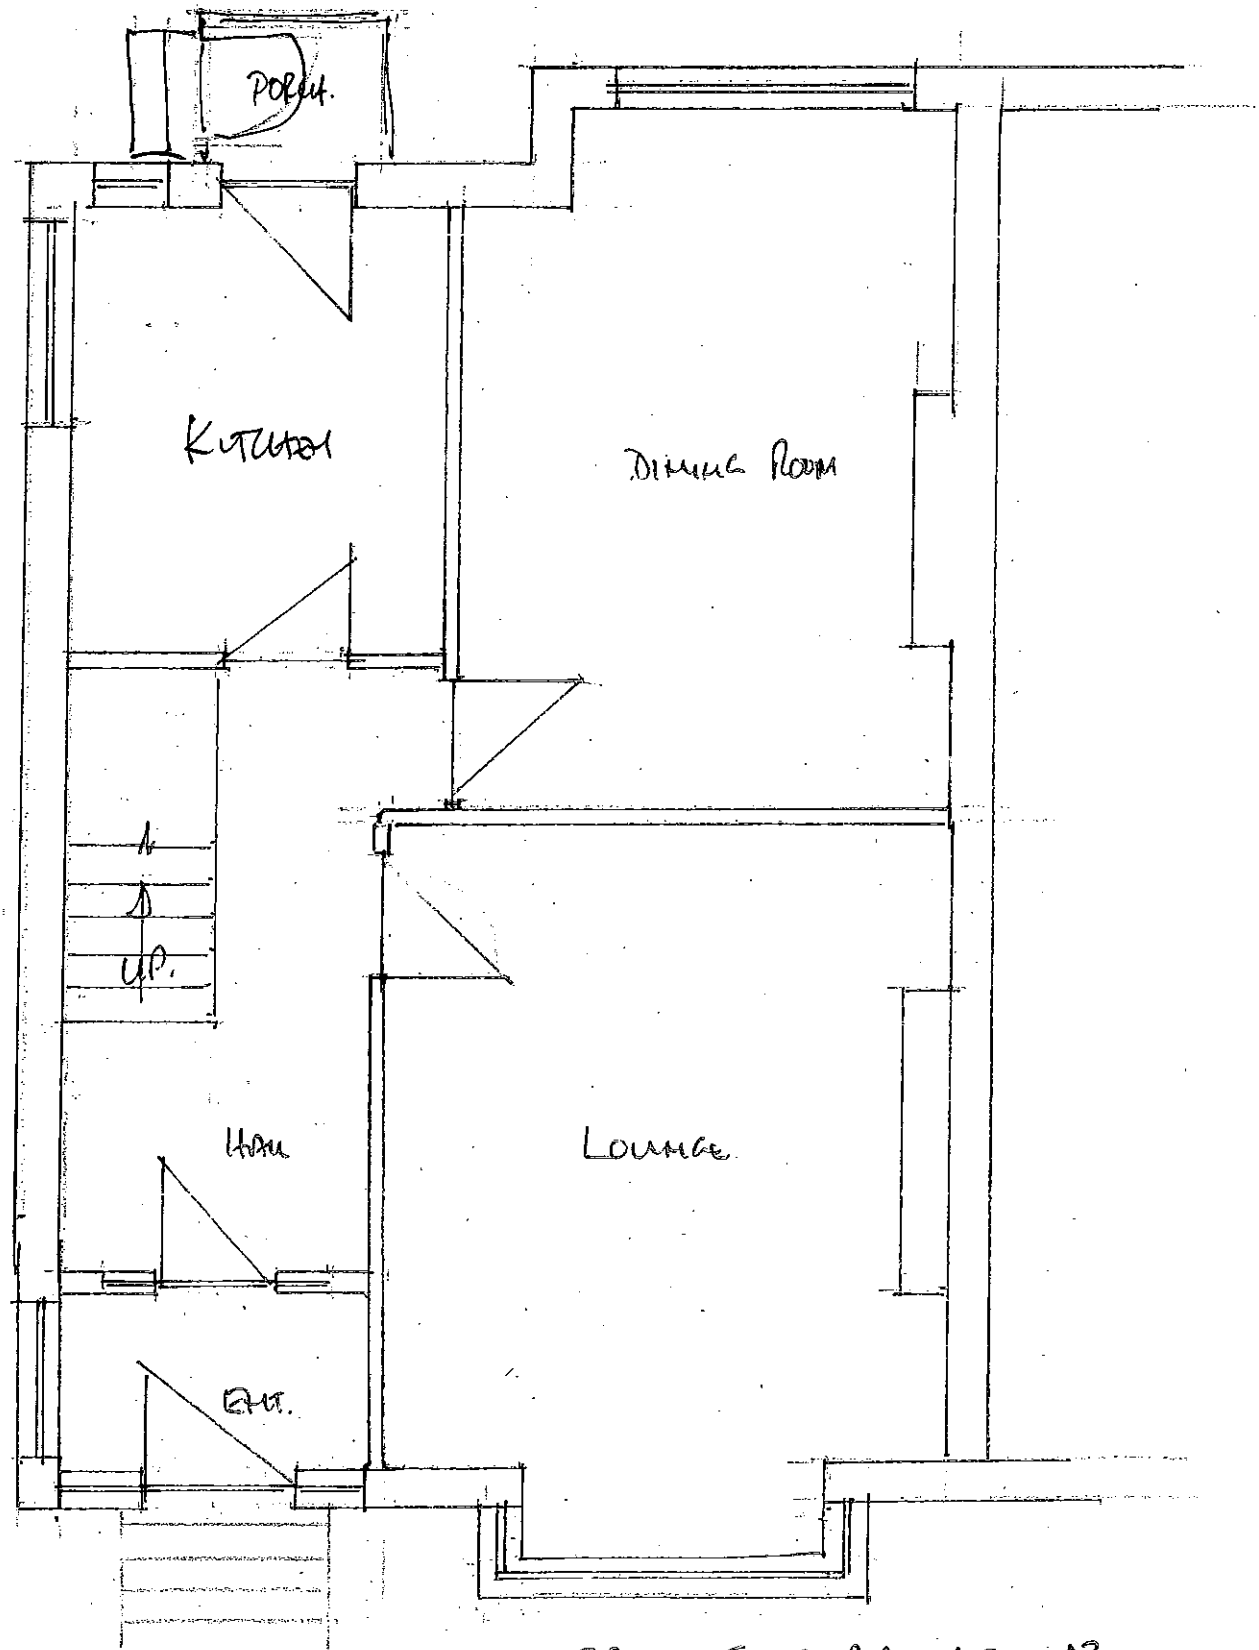 PORCH.
KITCHEN
DINING ROOM
UP.
HALL
LOUNGE
ENT.